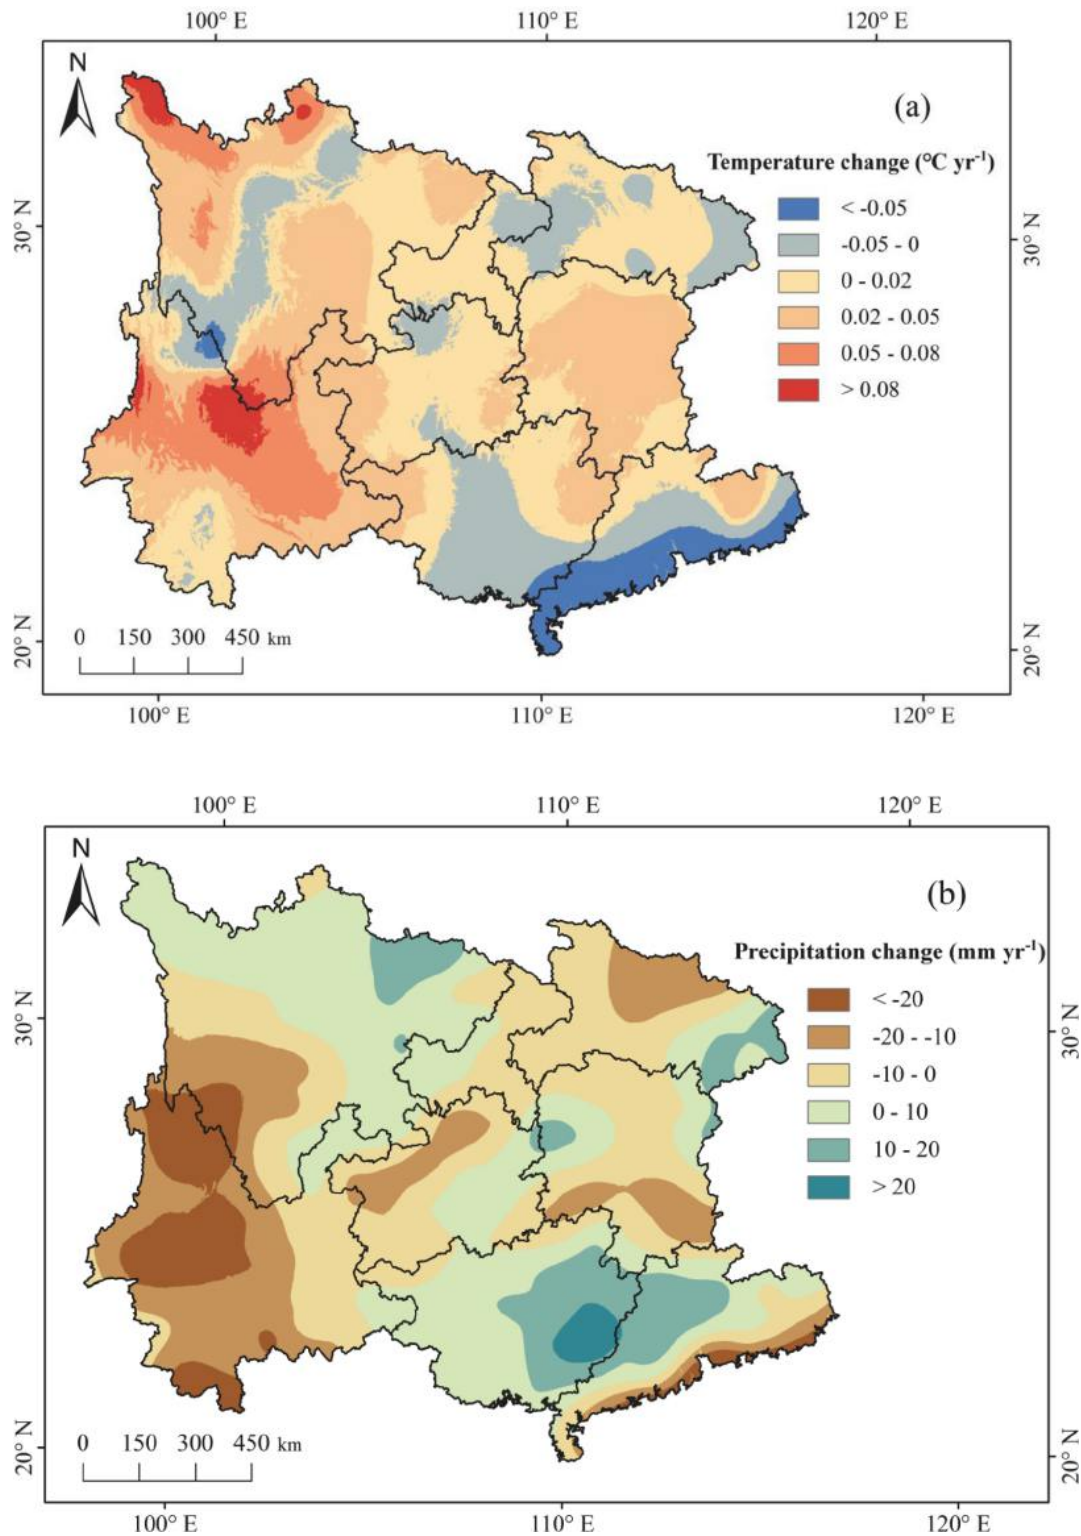 100° E 110° E 120° E
N
(a)
Temperature change (°C yr⁻¹)
< -0.05
-0.05 - 0
0 - 0.02
0.02 - 0.05
0.05 - 0.08
> 0.08
30° N 30° N
20° N 20° N
0 150 300 450 km
100° E 110° E 120° E
100° E 110° E 120° E
N
(b)
Precipitation change (mm yr⁻¹)
< -20
-20 - -10
-10 - 0
0 - 10
10 - 20
> 20
30° N 30° N
20° N 20° N
0 150 300 450 km
100° E 110° E 120° E